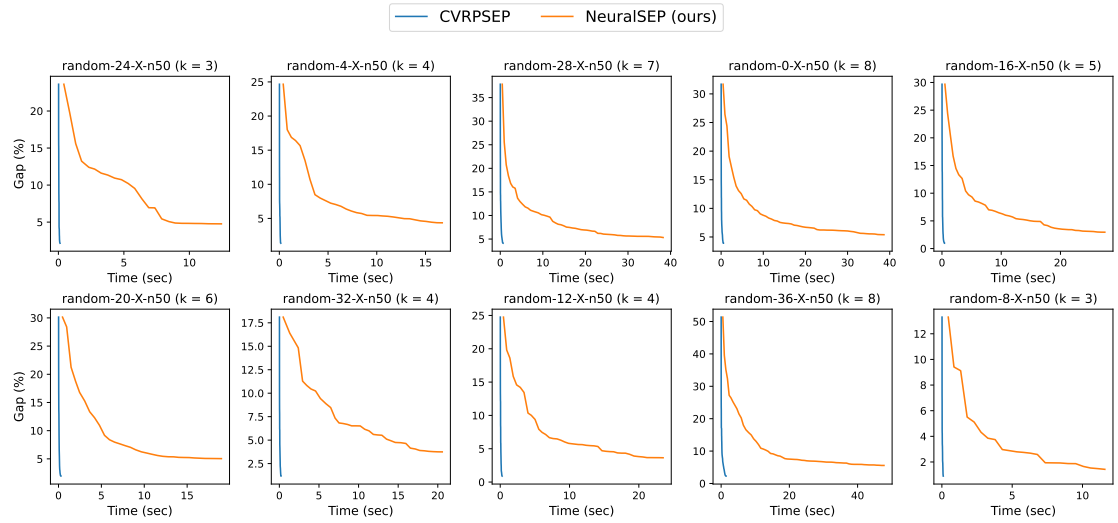 CVRPSEP NeuralSEP (ours)
random-24-X-n50 (k = 3) random-4-X-n50 (k = 4) random-28-X-n50 (k = 7) random-0-X-n50 (k = 8) random-16-X-n50 (k = 5)
Gap (%)
20
15
10
5
0 5 10
Time (sec)
25
20
15
10
5
0 5 10 15
Time (sec)
35
30
25
20
15
10
5
0 10 20 30 40
Time (sec)
30
25
20
15
10
5
0 10 20 30 40
Time (sec)
30
25
20
15
10
5
0
0 10 20
Time (sec)
random-20-X-n50 (k = 6) random-32-X-n50 (k = 4) random-12-X-n50 (k = 4) random-36-X-n50 (k = 8) random-8-X-n50 (k = 3)
Gap (%)
30
25
20
15
10
5
0 5 10 15
Time (sec)
17.5
15.0
12.5
10.0
7.5
5.0
2.5
0 5 10 15 20
Time (sec)
25
20
15
10
5
0
0 10 20
Time (sec)
50
40
30
20
10
0
0 20 40
Time (sec)
12
10
8
6
4
2
0 5 10
Time (sec)